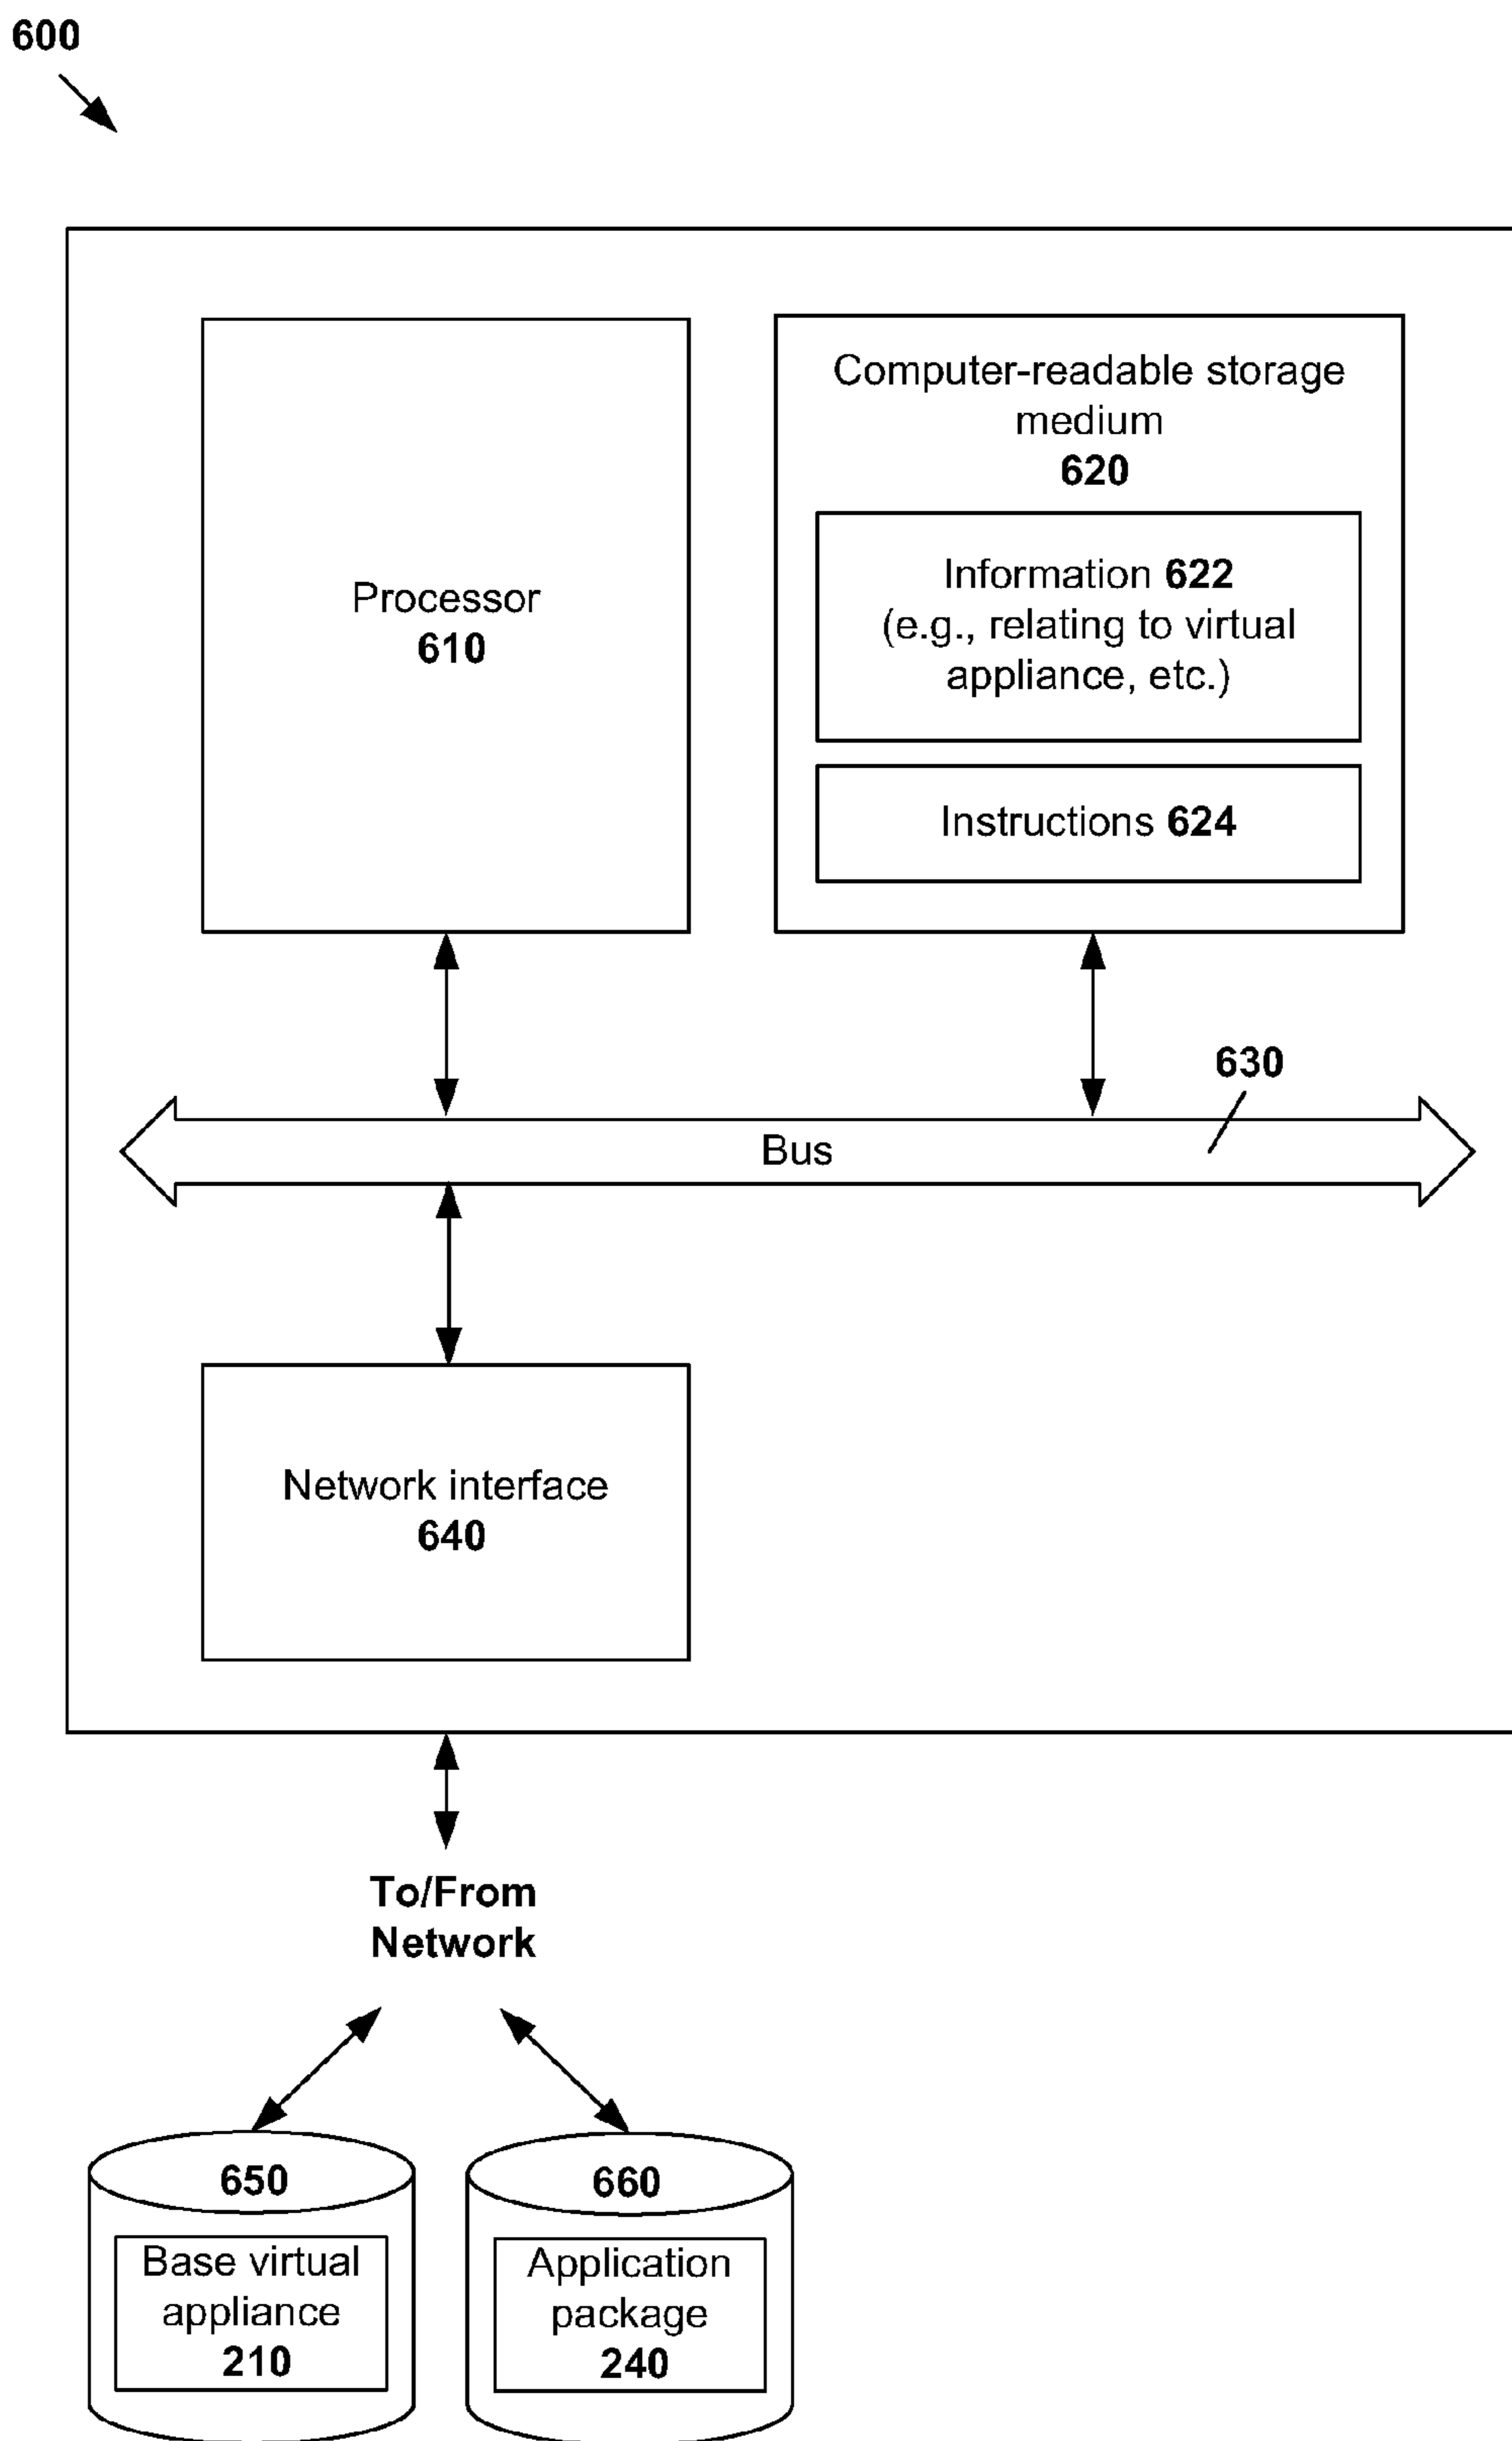 600
Processor
610
Computer-readable storage
medium
620
Information 622
(e.g., relating to virtual
appliance, etc.)
Instructions 624
630
Bus
Network interface
640
To/From
Network
650
Base virtual
appliance
210
660
Application
package
240